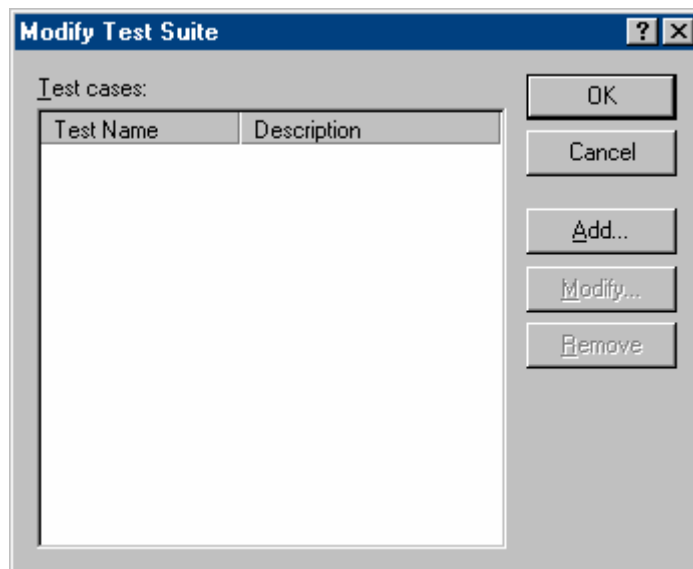 Modify Test Suite
Test cases:
Test Name Description
OK
Cancel
Add...
Modify...
Remove